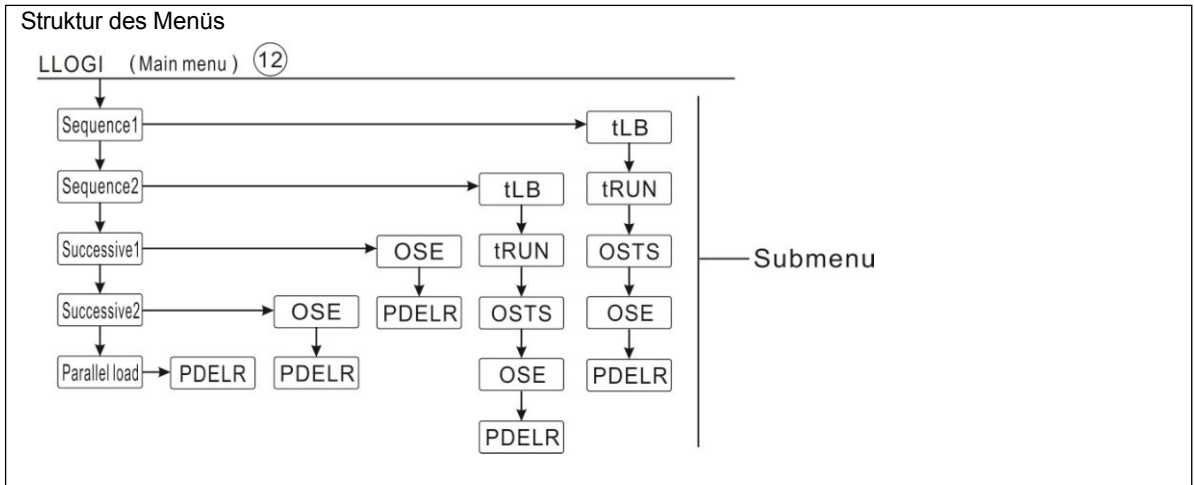 Struktur des Menüs
LLOGI (Main menu) 12
Sequence1 tLB
Sequence2 tLB tRUN
Successive1 OSE tRUN OSTS Submenu
Successive2 OSE PDELR OSTS OSE
Parallel load PDELR PDELR OSE PDELR
PDELR